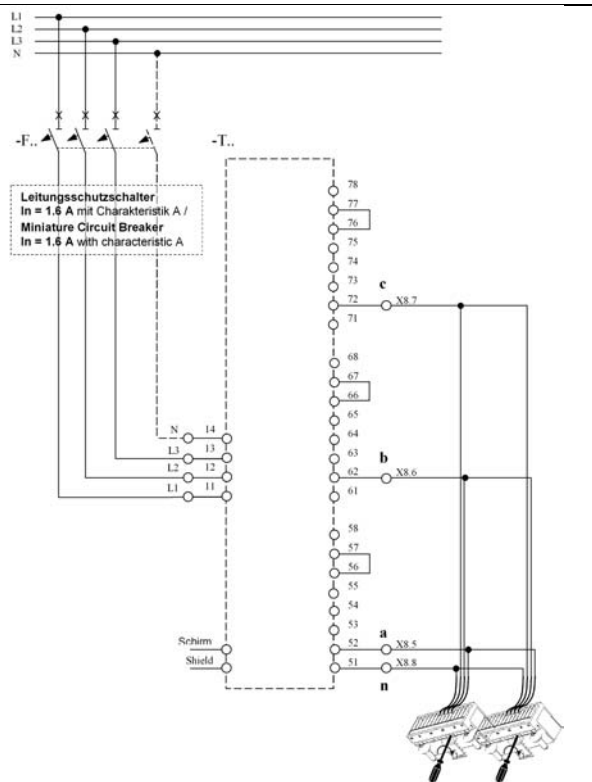 L1
L2
L3
N
-F..
-T..
Leitungsschutzschalter
In = 1.6 A mit Charakteristik A /
Miniature Circuit Breaker
In = 1.6 A with characteristic A
78
77
76
75
74
73
c
72
X8.7
71
68
67
66
65
N
14
64
L3
13
63
b
L2
12
62
X8.6
L1
11
61
58
57
56
55
54
53
a
Schirm
52
X8.5
Shield
51
X8.8
n